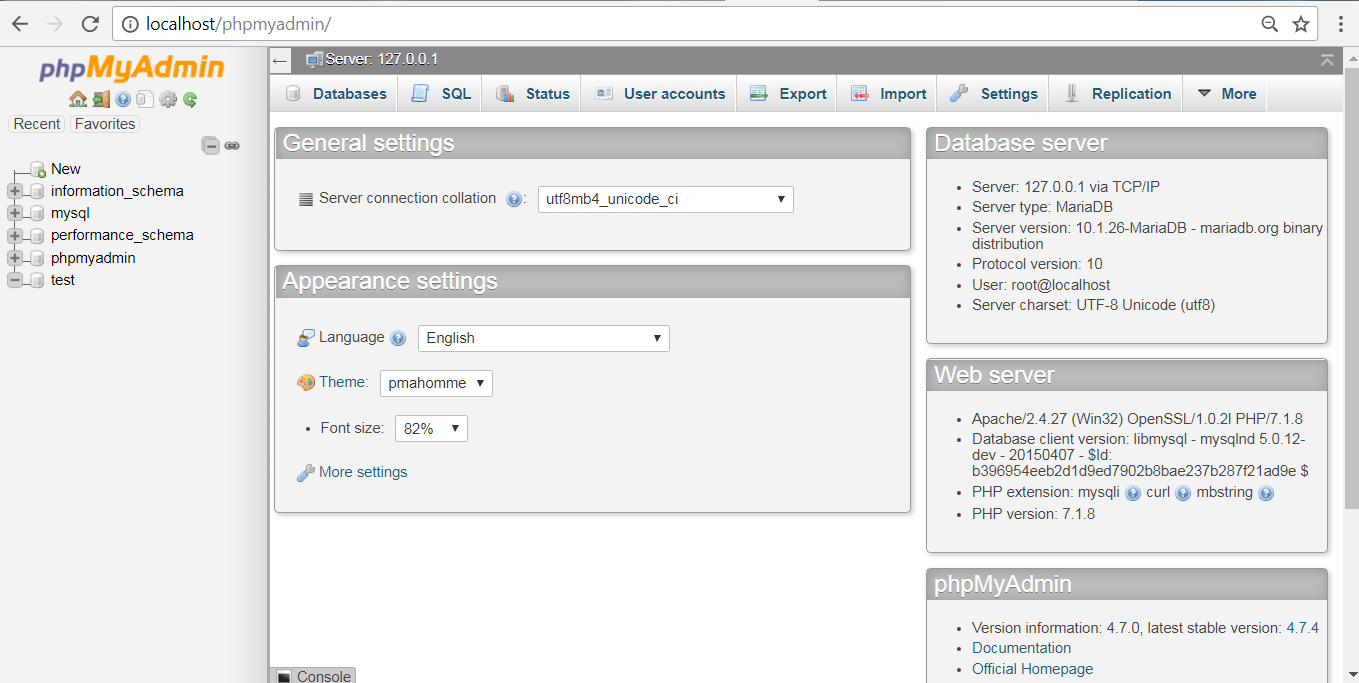 localhost/phpmyadmin/
phpMyAdmin
Recent Favorites
New
information_schema
mysql
performance_schema
phpmyadmin
test
Server: 127.0.0.1
Databases SQL Status User accounts Export Import Settings Replication More
General settings
Server connection collation : utf8mb4_unicode_ci
Appearance settings
Language English
Theme: pmahomme
Font size: 82%
More settings
Database server
Server: 127.0.0.1 via TCP/IP
Server type: MariaDB
Server version: 10.1.26-MariaDB - mariadb.org binary
distribution
Protocol version: 10
User: root@localhost
Server charset: UTF-8 Unicode (utf8)
Web server
Apache/2.4.27 (Win32) OpenSSL/1.0.2l PHP/7.1.8
Database client version: libmysql - mysqlnd 5.0.12-
dev - 20150407 - $Id:
b396954eeb2d1d9ed7902b8bae237b287f21ad9e $
PHP extension: mysqli curl mbstring
PHP version: 7.1.8
phpMyAdmin
Version information: 4.7.0, latest stable version: 4.7.4
Documentation
Official Homepage
Console